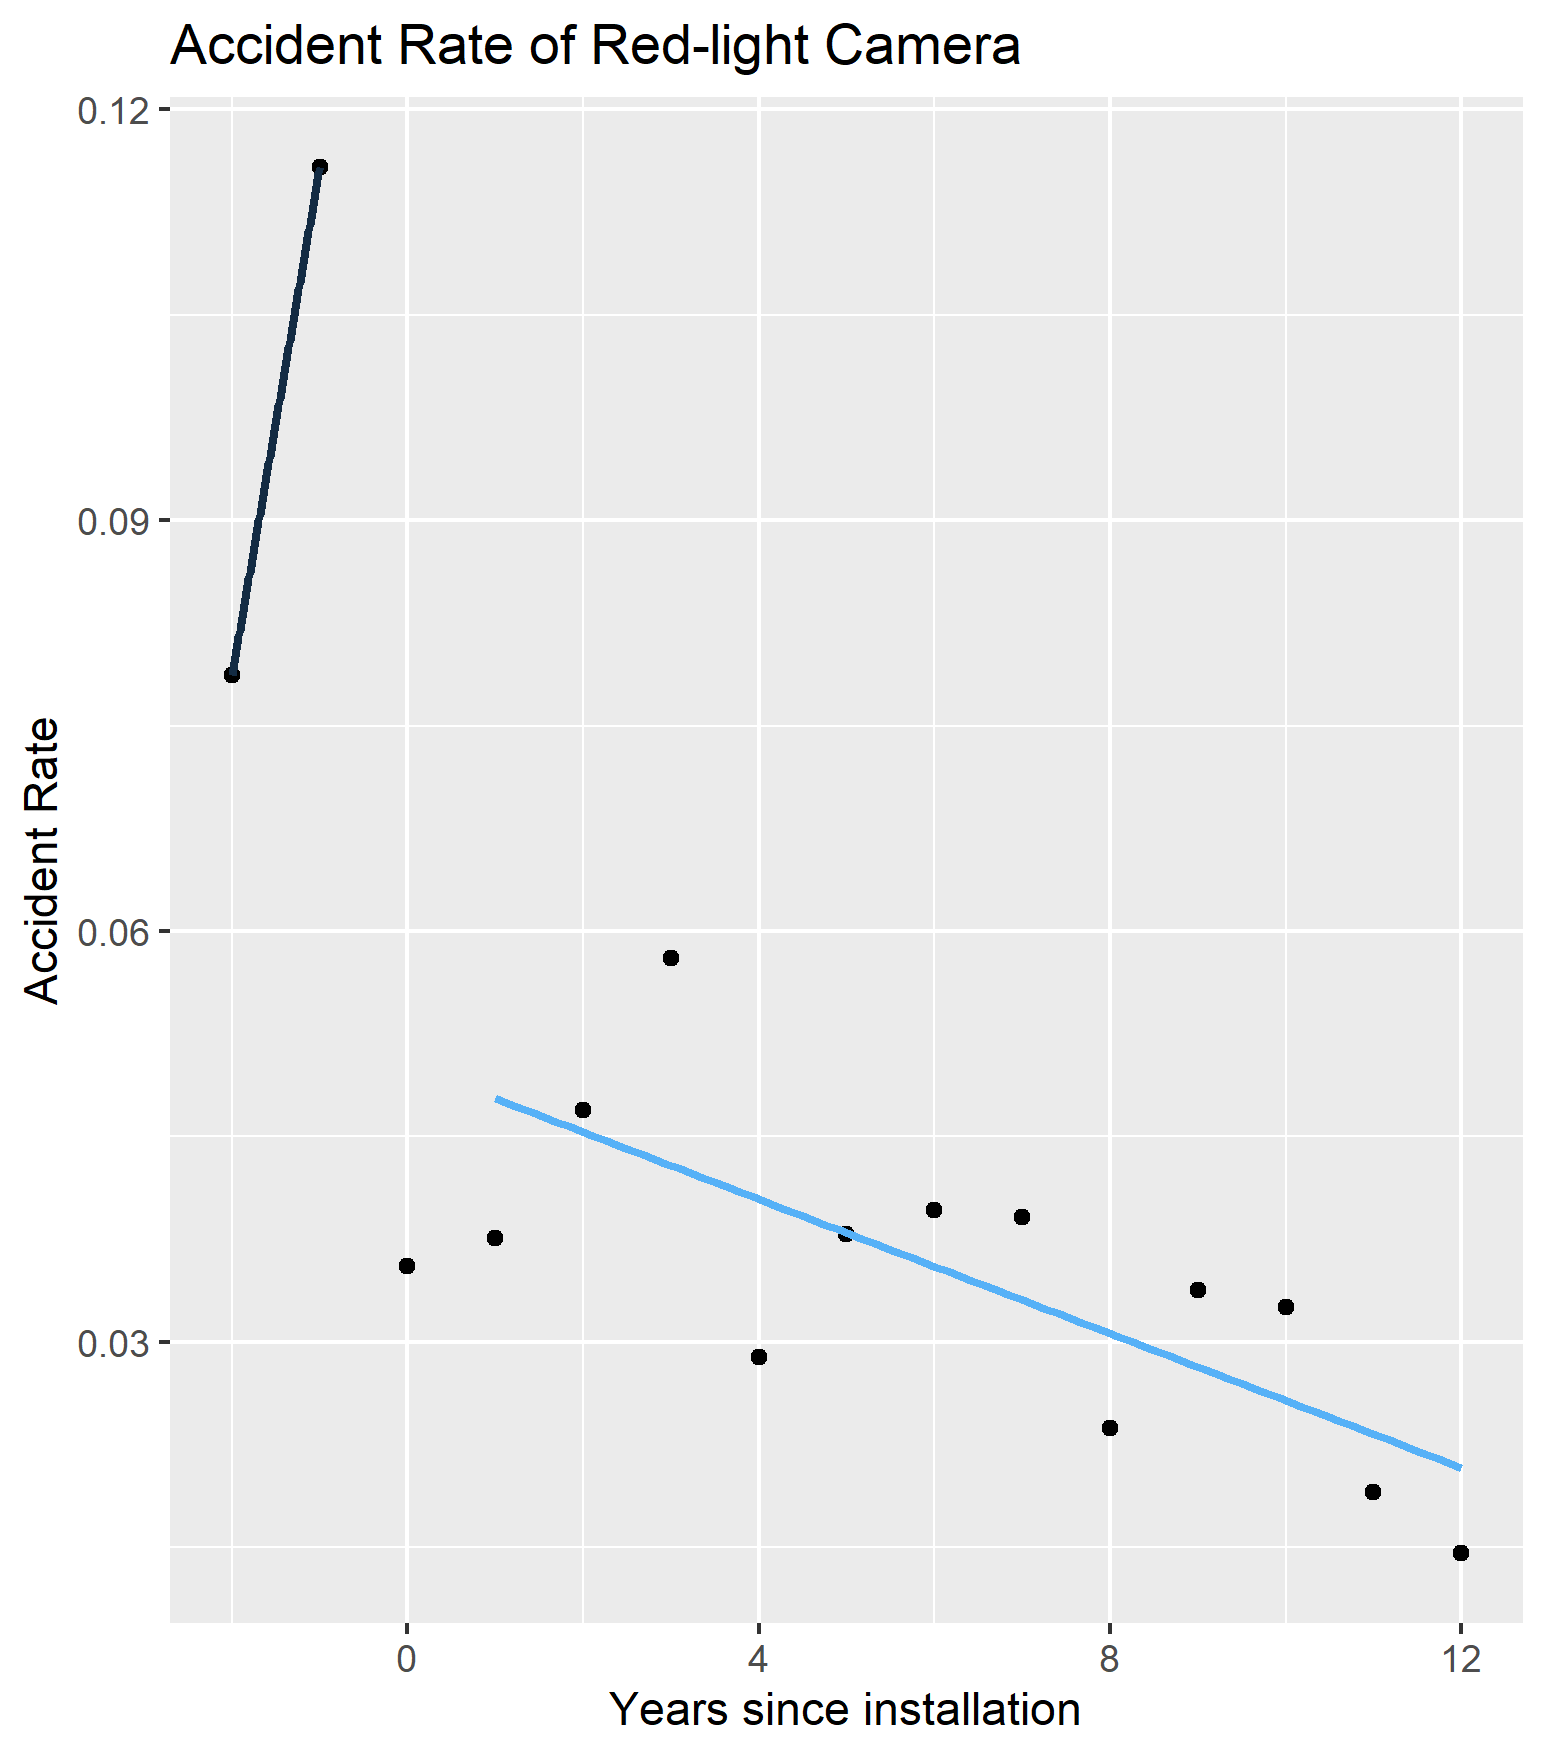 Accident Rate of Red-light Camera
0.12
0.09
0.06
0.03
Accident Rate
0
4
8
12
Years since installation